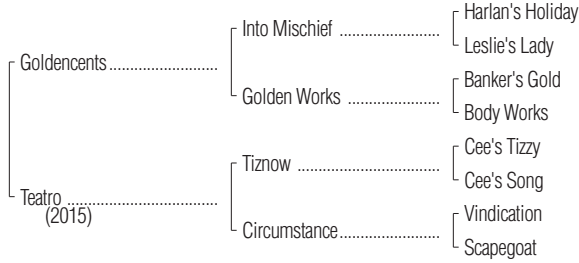 Harlan's Holiday
Into Mischief ....................
Leslie's Lady
Goldencents ......................
Banker's Gold
Golden Works ..................
Body Works
Cee's Tizzy
Tiznow ............................
Cee's Song
Teatro ...............................
(2015)
Vindication
Circumstance ....................
Scapegoat